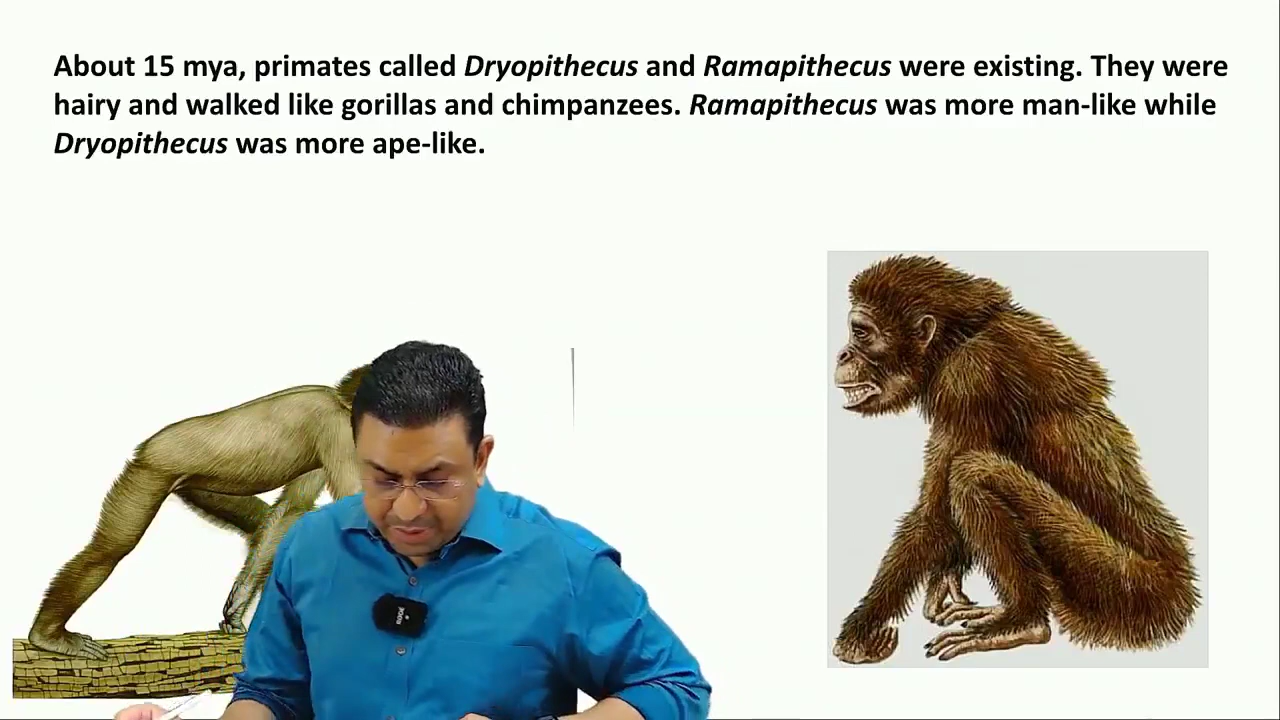 About 15 mya, primates called Dryopithecus and Ramapithecus were existing. They were
hairy and walked like gorillas and chimpanzees. Ramapithecus was more man-like while
Dryopithecus was more ape-like.